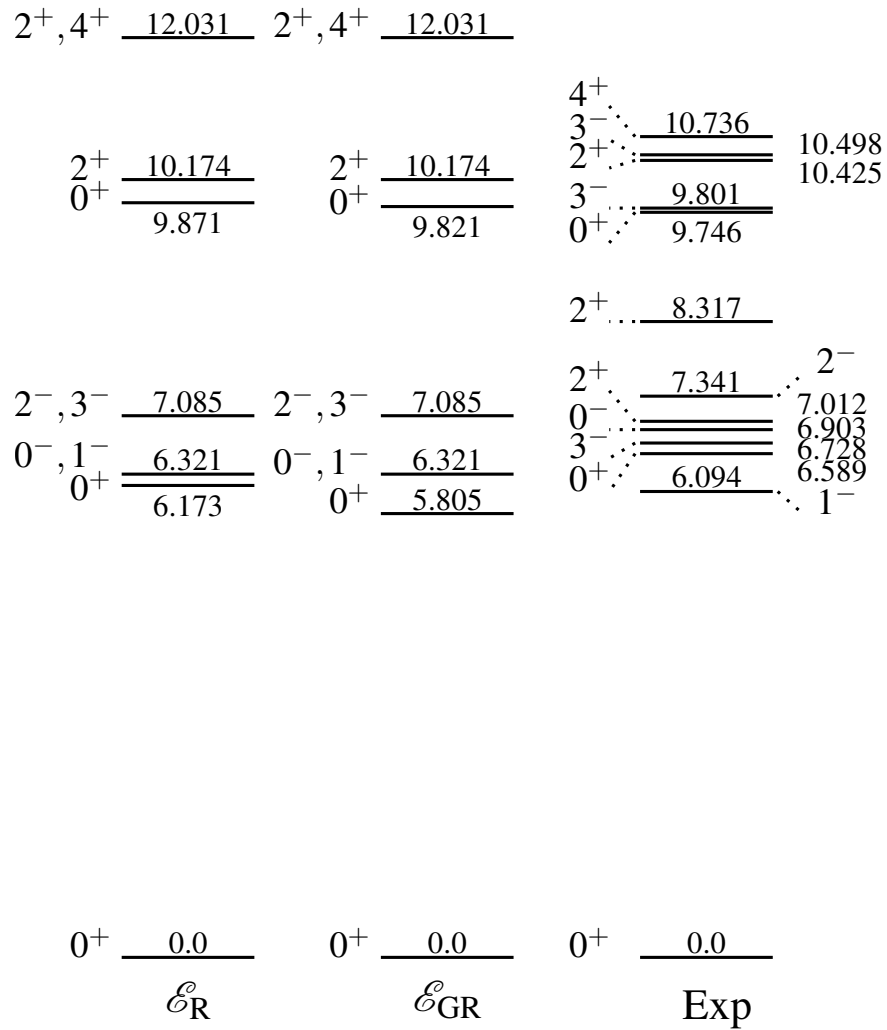 2⁺, 4⁺ 12.031 2⁺, 4⁺ 12.031
4⁺
3⁻ 10.736 10.498
2⁺ 10.174 2⁺ 10.174 2⁺ 10.425
0⁺ 9.871 0⁺ 9.821 3⁻ 9.801
0⁺ 9.746
2⁺ 8.317
2⁺ 7.341 2⁻
2⁻, 3⁻ 7.085 2⁻, 3⁻ 7.085 0⁻ 7.012
6.903
0⁻, 1⁻ 6.321 0⁻, 1⁻ 6.321 3⁻ 6.728
0⁺ 6.173 0⁺ 5.805 0⁺ 6.589
6.094 1⁻
0⁺ 0.0 0⁺ 0.0 0⁺ 0.0
ℰR ℰGR Exp